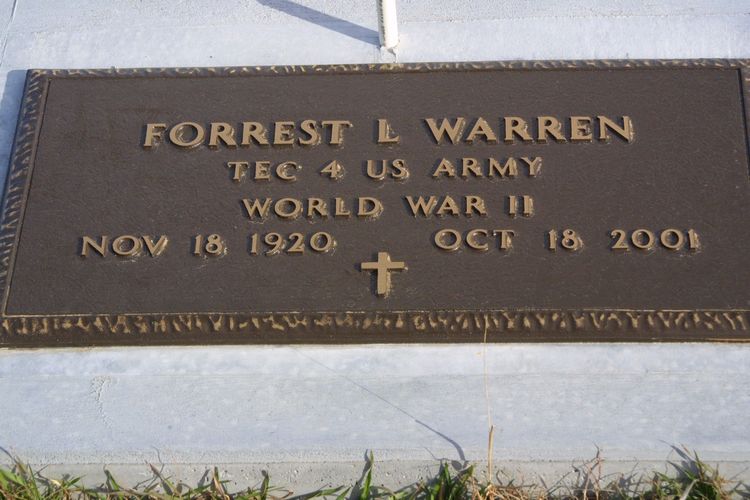 FORREST L WARREN
TEC 4 US ARMY
WORLD WAR II
NOV 18 1920 OCT 18 2001